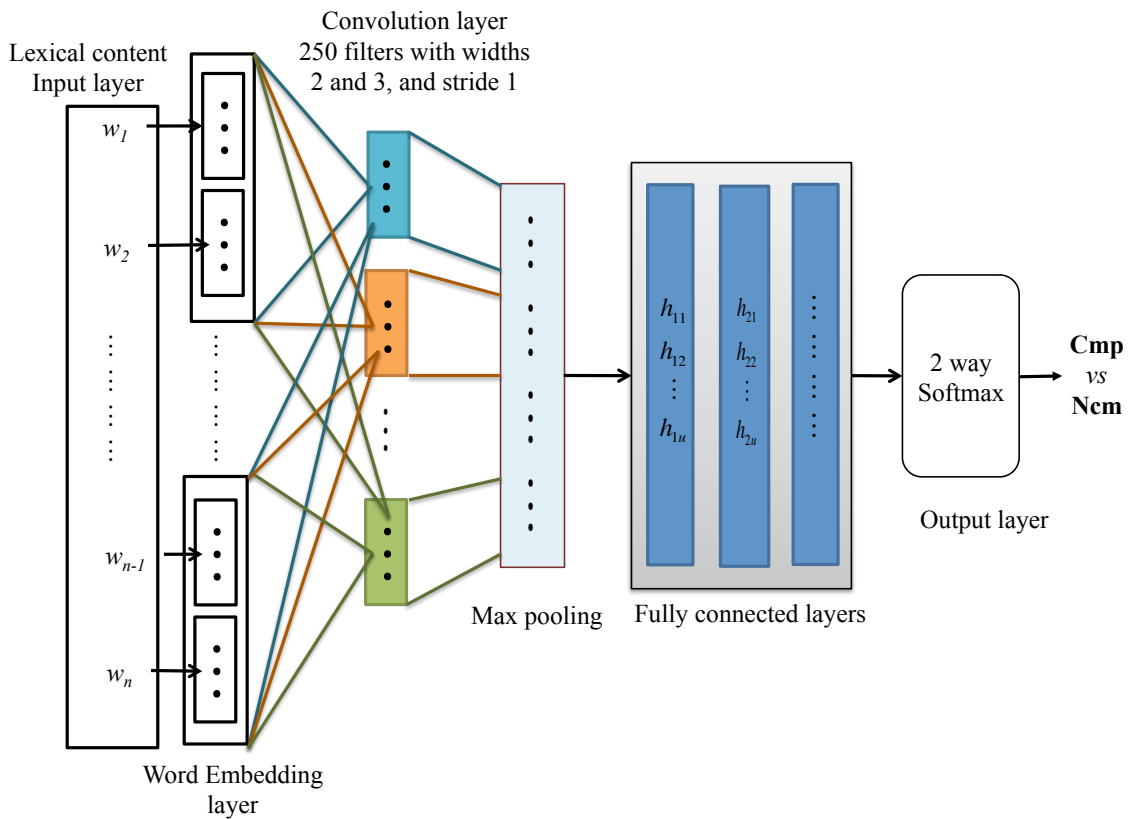 Convolution layer
250 filters with widths
2 and 3, and stride 1
Lexical content
Input layer
w1
w2
wn-1
wn
Word Embedding
layer
Max pooling
h11
h12
h1u
h21
h22
h2u
Fully connected layers
2 way
Softmax
Output layer
Cmp
vs
Ncm